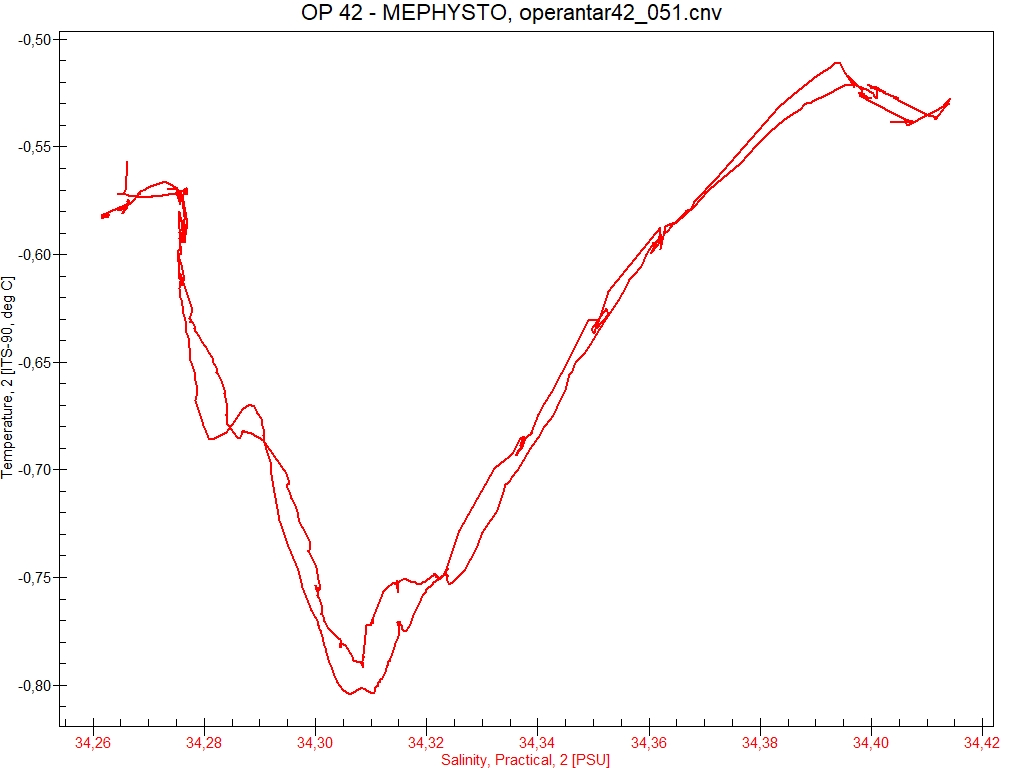 OP 42 - MEPHYSTO, operantar42_051.cnv
-0,50
-0,55
-0,60
-0,65
-0,70
-0,75
-0,80
Temperature, 2 [ITS-90, deg C]
34,26 34,28 34,30 34,32 34,34 34,36 34,38 34,40 34,42
Salinity, Practical, 2 [PSU]